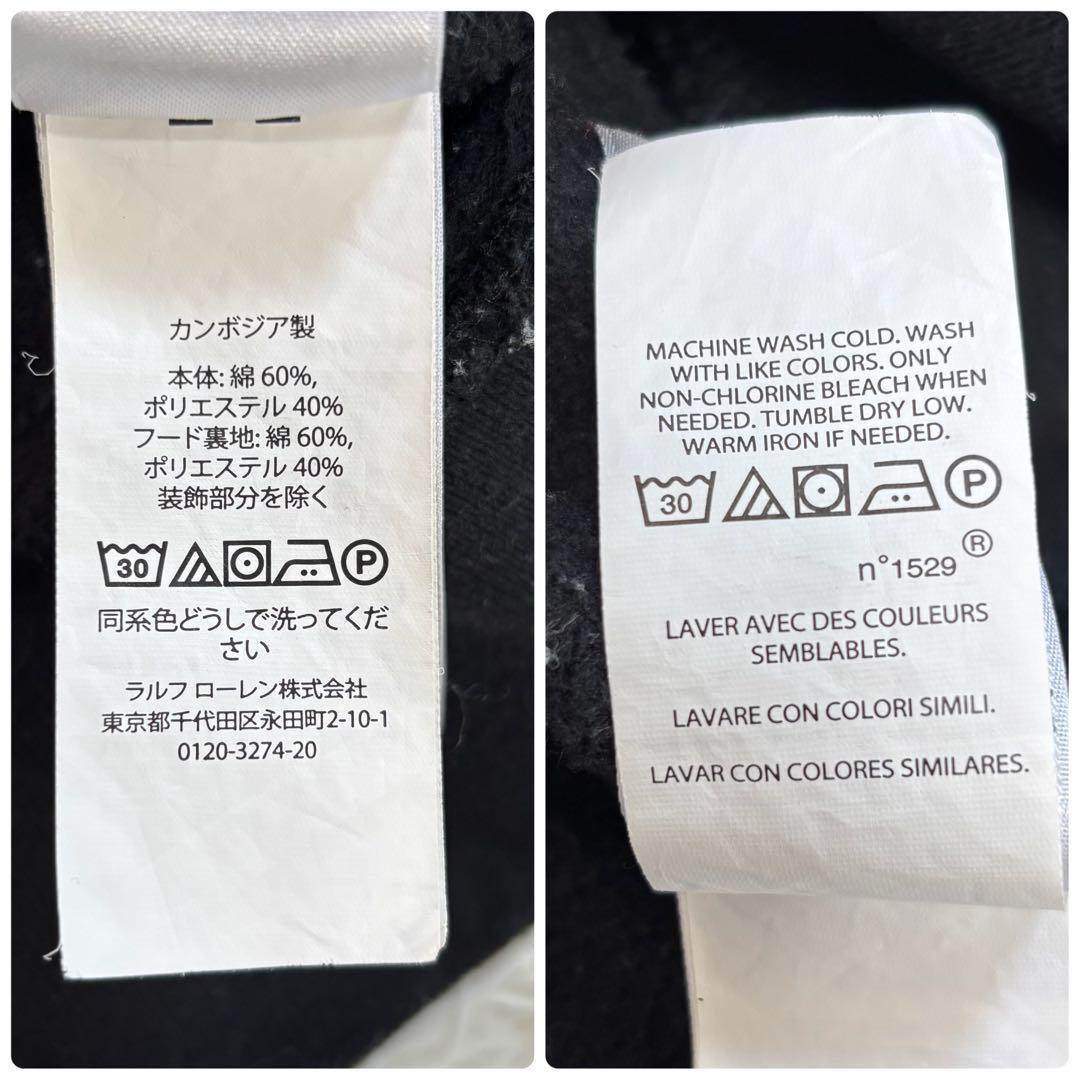 カンボジア製
本体: 綿 60%,
ポリエステル 40%
フード裏地: 綿 60%,
ポリエステル 40%
装飾部分を除く
30 P
同系色どうしで洗ってくだ
さい
ラルフ ローレン株式会社
東京都千代田区永田町2-10-1
0120-3274-20
MACHINE WASH COLD. WASH
WITH LIKE COLORS. ONLY
NON-CHLORINE BLEACH WHEN
NEEDED. TUMBLE DRY LOW.
WARM IRON IF NEEDED.
30 P
n°1529 ®
LAVER AVEC DES COULEURS
SEMBLABLES.
LAVARE CON COLORI SIMILI.
LAVAR CON COLORES SIMILARES.